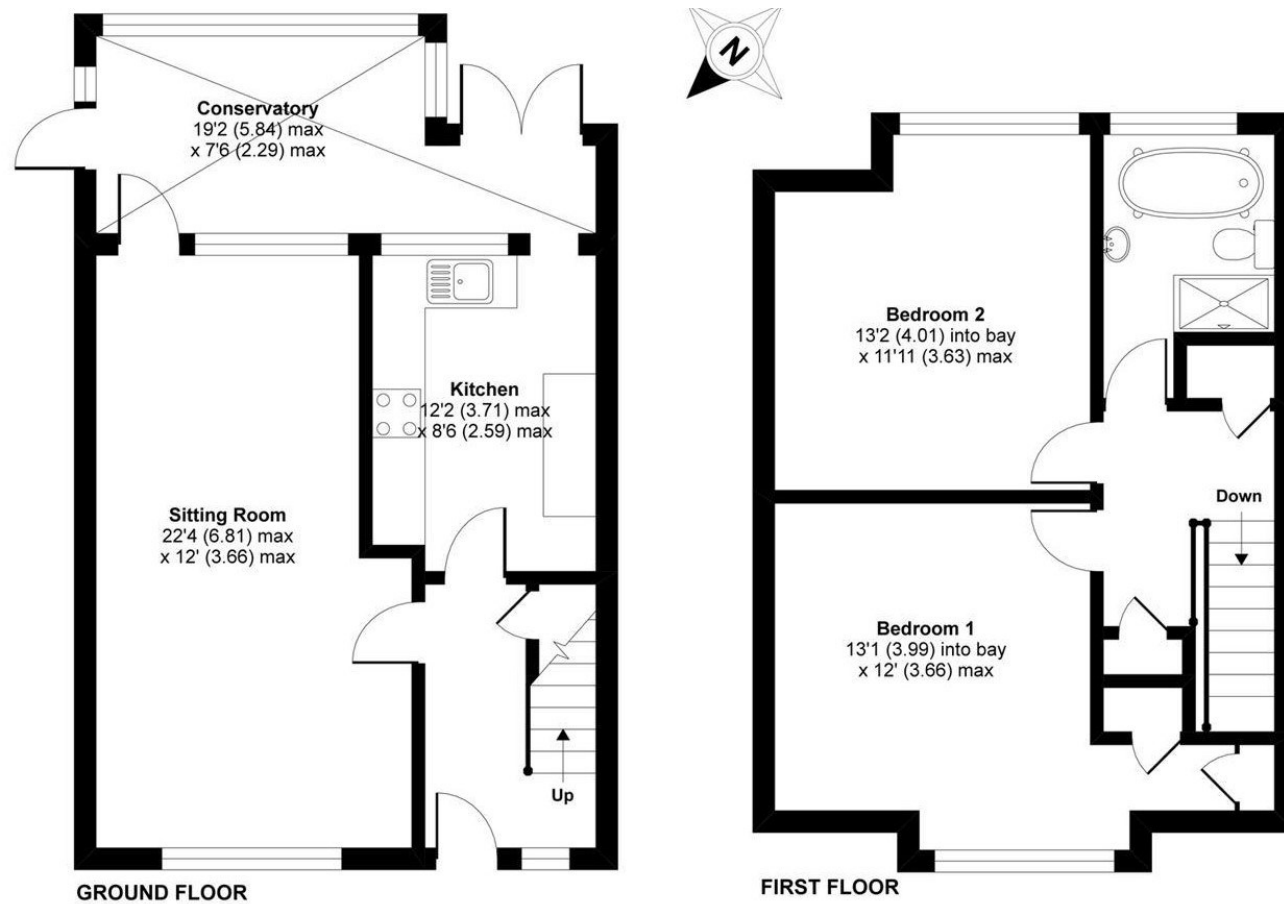 Conservatory
19'2 (5.84) max
x 7'6 (2.29) max
N
Kitchen
12'2 (3.71) max
x 8'6 (2.59) max
Sitting Room
22'4 (6.81) max
x 12' (3.66) max
Up
GROUND FLOOR
Bedroom 2
13'2 (4.01) into bay
x 11'11 (3.63) max
Down
Bedroom 1
13'1 (3.99) into bay
x 12' (3.66) max
FIRST FLOOR